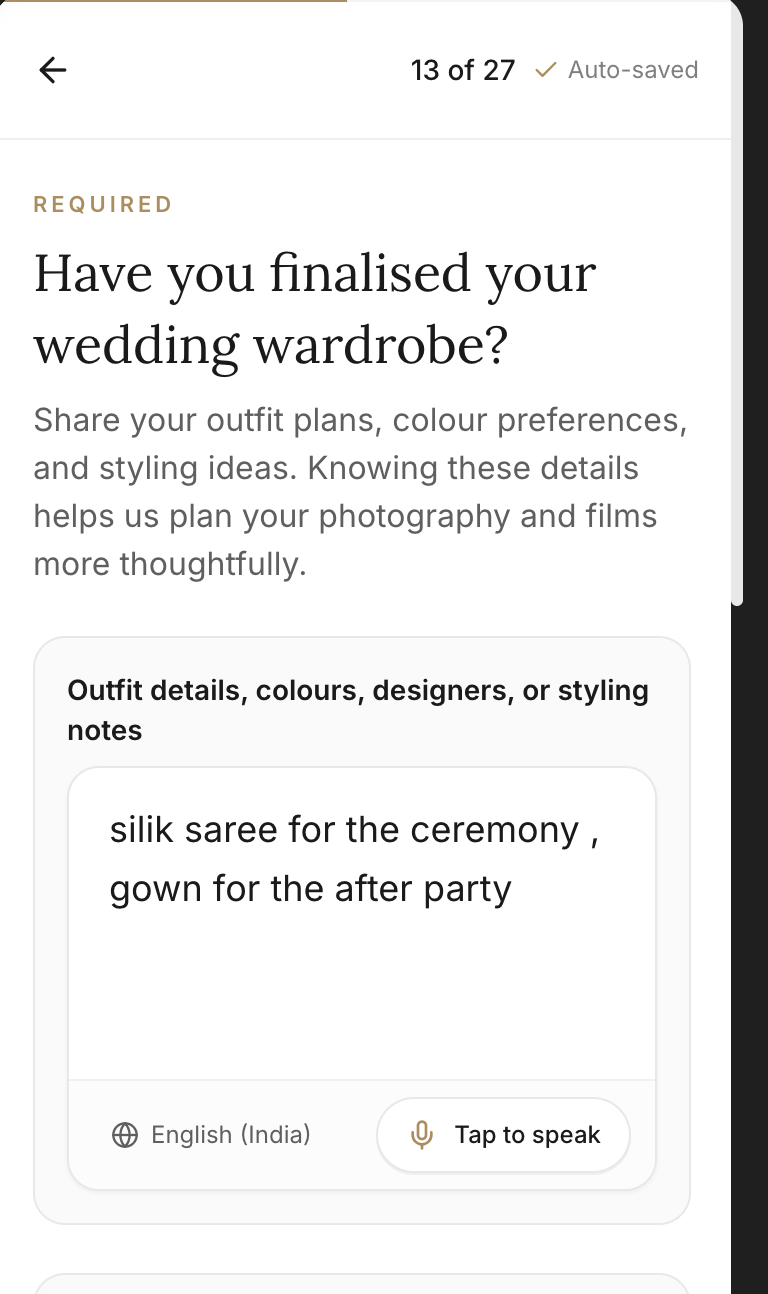 13 of 27 Auto-saved
REQUIRED
Have you finalised your
wedding wardrobe?
Share your outfit plans, colour preferences,
and styling ideas. Knowing these details
helps us plan your photography and films
more thoughtfully.
Outfit details, colours, designers, or styling
notes
silik saree for the ceremony ,
gown for the after party
English (India) Tap to speak